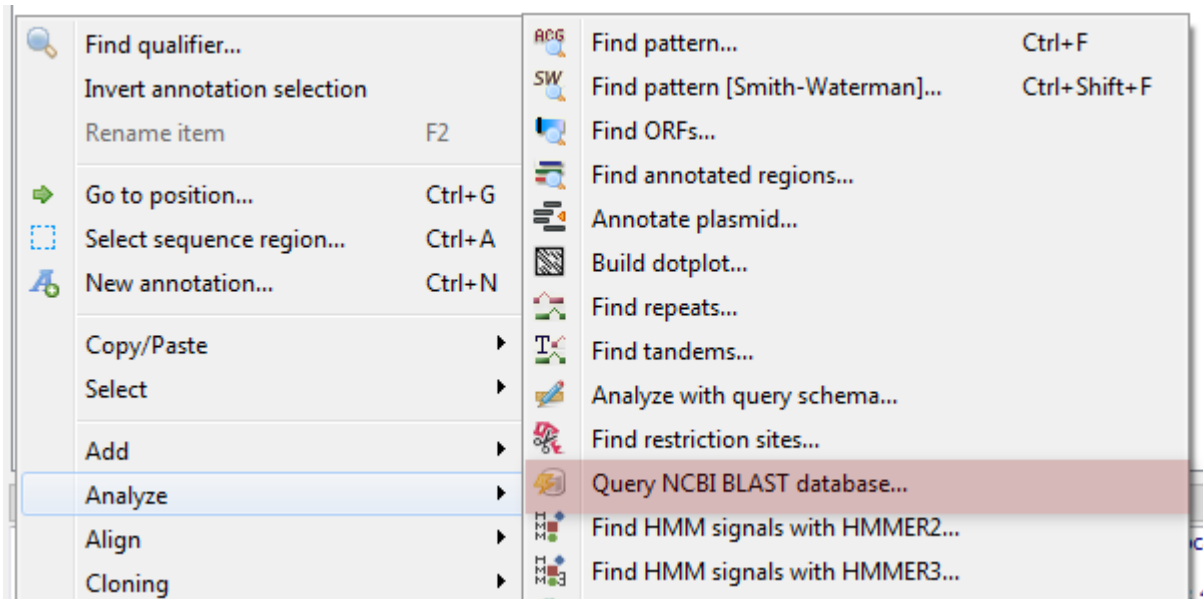 Find qualifier...
Invert annotation selection
Rename item F2
Go to position... Ctrl+G
Select sequence region... Ctrl+A
New annotation... Ctrl+N
Copy/Paste
Select
Add
Analyze
Align
Cloning
ACG Find pattern... Ctrl+F
SW Find pattern [Smith-Waterman]... Ctrl+Shift+F
Find ORFs...
Find annotated regions...
Annotate plasmid...
Build dotplot...
Find repeats...
T Find tandems...
Analyze with query schema...
Find restriction sites...
Query NCBI BLAST database...
Find HMM signals with HMMER2...
Find HMM signals with HMMER3...